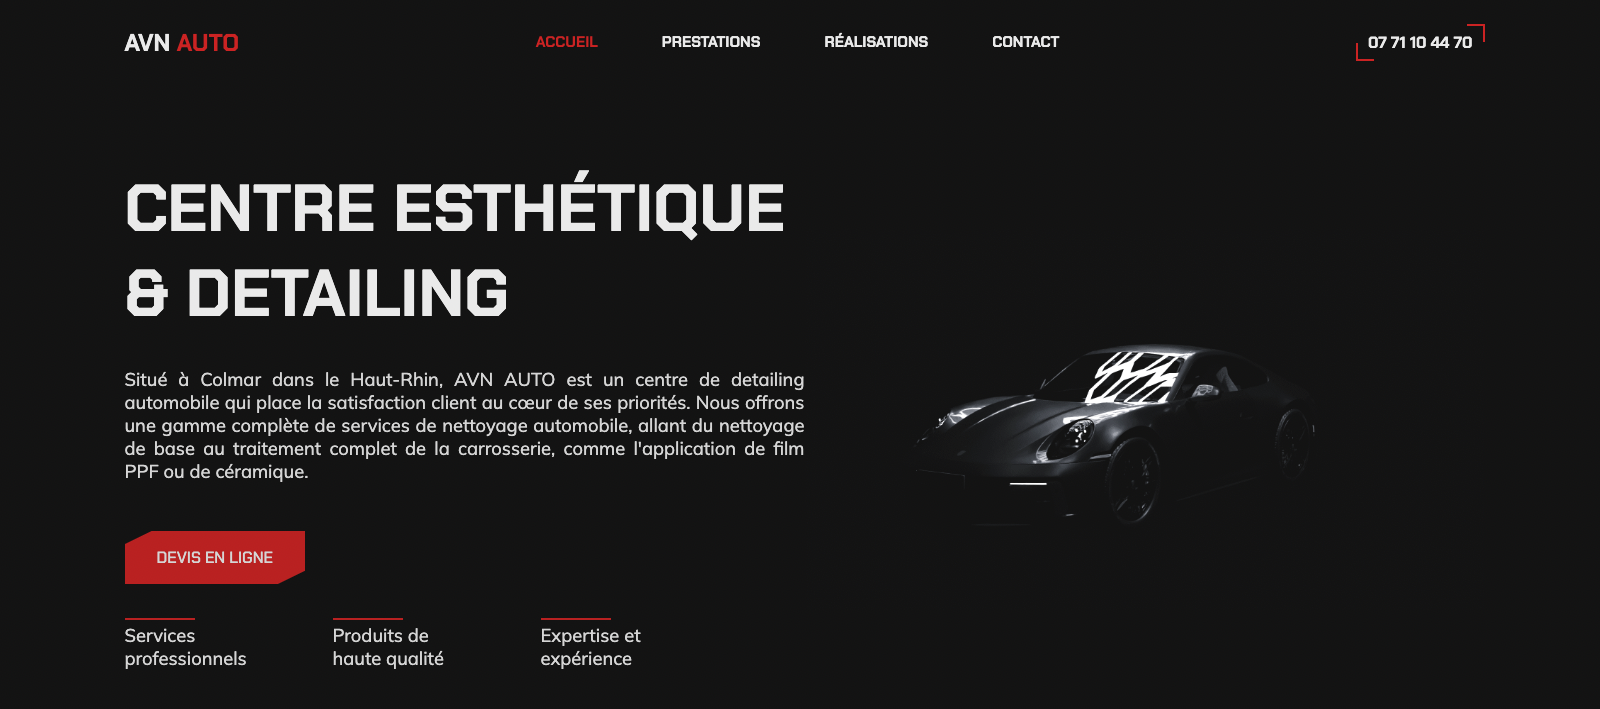 AVN AUTO
ACCUEIL
PRESTATIONS
RÉALISATIONS
CONTACT
07 71 10 44 70
CENTRE ESTHÉTIQUE
& DETAILING
Situé à Colmar dans le Haut-Rhin, AVN AUTO est un centre de detailing
automobile qui place la satisfaction client au cœur de ses priorités. Nous offrons
une gamme complète de services de nettoyage automobile, allant du nettoyage
de base au traitement complet de la carrosserie, comme l'application de film
PPF ou de céramique.
DEVIS EN LIGNE
Services
professionnels
Produits de
haute qualité
Expertise et
expérience